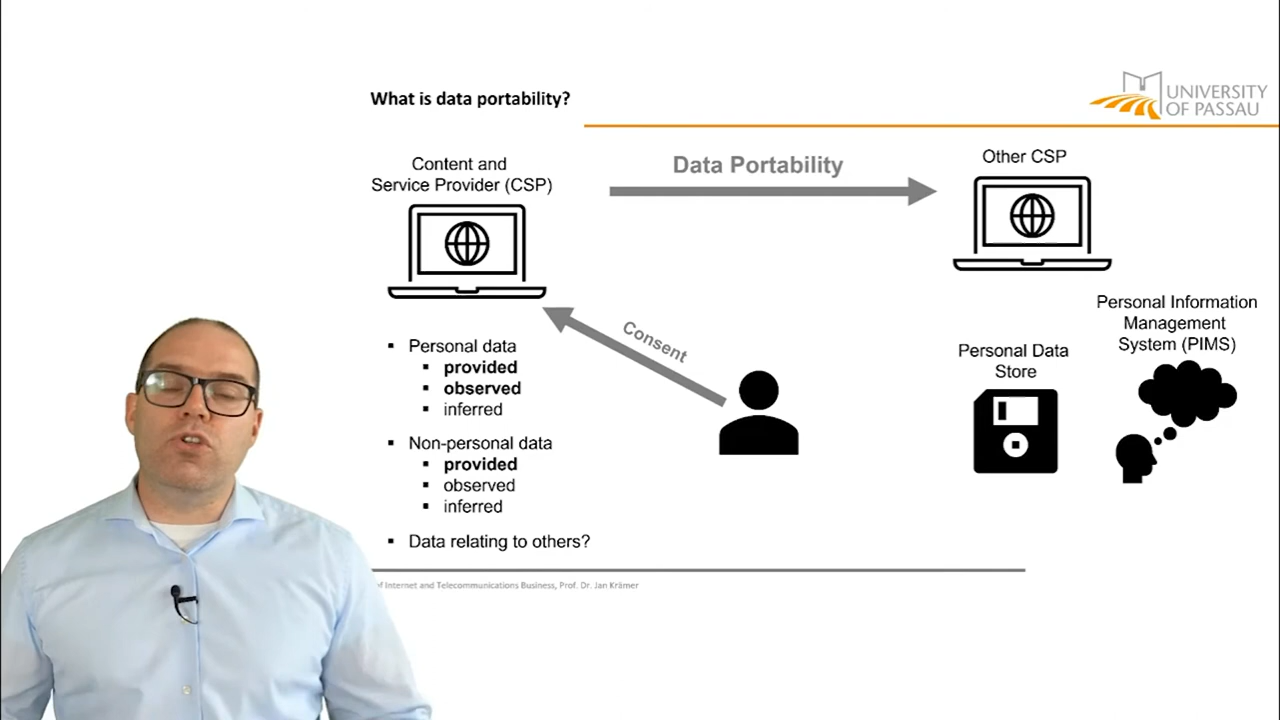 What is data portability?
UNIVERSITY
OF PASSAU
Content and
Service Provider (CSP)
Data Portability
Other CSP
Consent
Personal data
provided
observed
inferred
Non-personal data
provided
observed
inferred
Data relating to others?
Personal Data
Store
Personal Information
Management
System (PIMS)
of Internet and Telecommunications Business, Prof. Dr. Jan Krämer